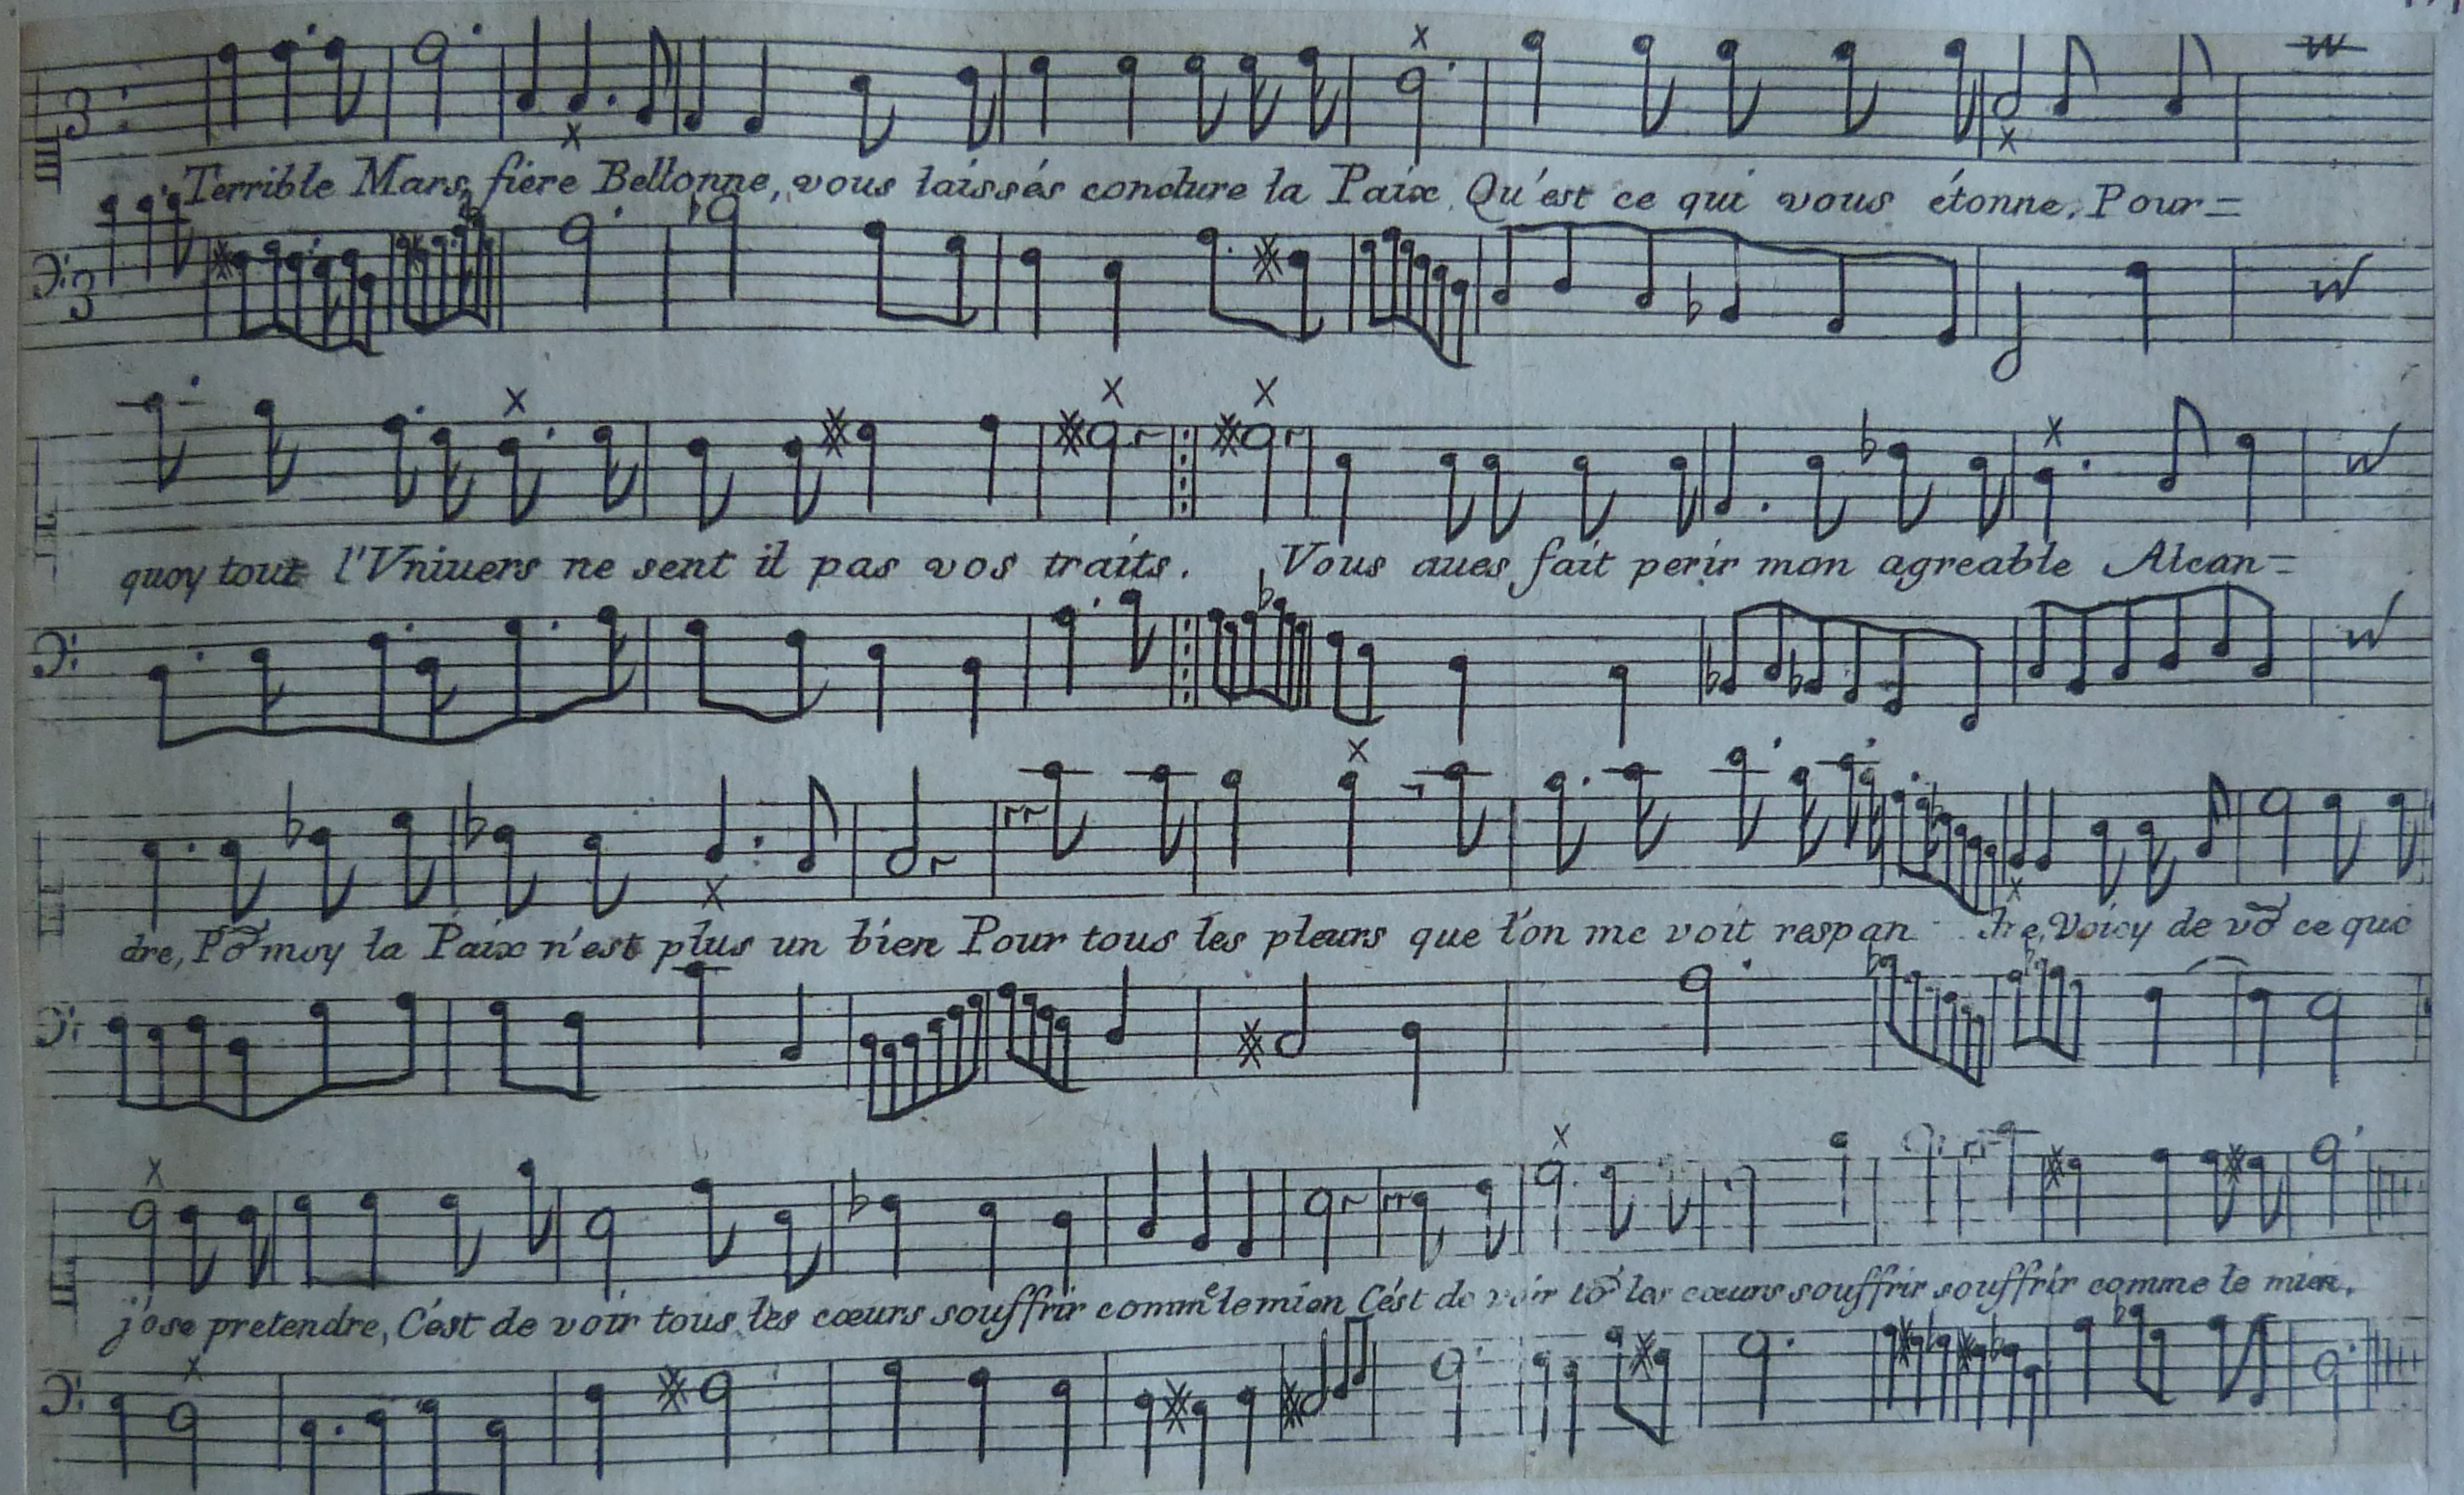 Terrible Mars, fiére Bellonne, vous laissés conclure la Paix. Qu'est ce qui vous étonne, Pour=
quoy tout l'Vniuers ne sent il pas vos traits. Vous aues fait perir mon agreable Alcan=
dre, Po᷑ moy la Paix n'est plus un bien Pour tous les pleurs que l'on me voit respan dre, Voicy de vo᷑ ce que
j'ose pretendre, C'est de voir tous les cœurs souffrir comme le mien C'est de voir to᷑ les cœurs souffrir souffrir comme le mien.